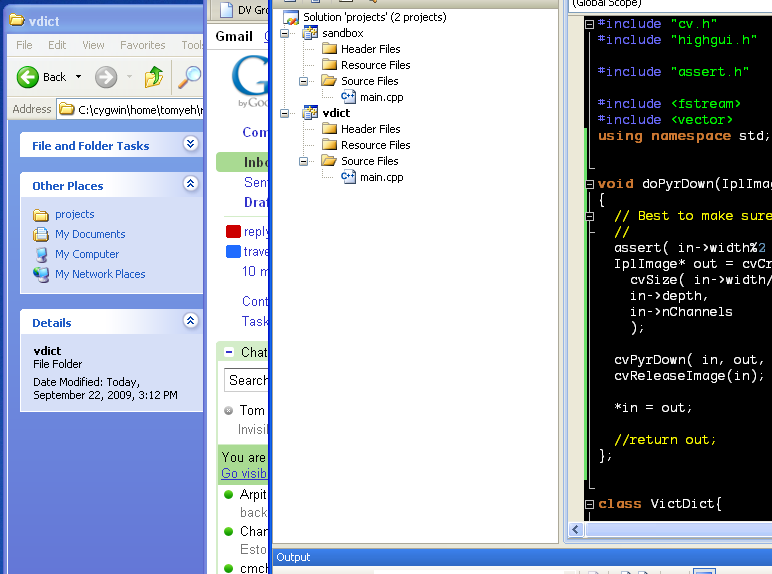 vdict
File Edit View Favorites Tools
Back
Address C:\cygwin\home\tomyeh\
File and Folder Tasks
Other Places
projects
My Documents
My Computer
My Network Places
Details
vdict
File Folder
Date Modified: Today,
September 22, 2009, 3:12 PM
DV Gro
Gmail
by Goo
Com
Inbo
Sent
Draf
reply
trave
10 m
Cont
Task
Chat
Search
Tom
Invisil
You are
Go visib
Arpit
back
Chan
Esto
cmch
Solution 'projects' (2 projects)
sandbox
Header Files
Resource Files
Source Files
main.cpp
vdict
Header Files
Resource Files
Source Files
main.cpp
Output
(Global Scope)
#include "cv.h"
#include "highgui.h"
#include "assert.h"
#include <fstream>
#include <vector>
using namespace std;
void doPyrDown(IplImag
{
// Best to make sure
//
assert( in->width%2
IplImage* out = cvCr
cvSize( in->width/
in->depth,
in->nChannels
);
cvPyrDown( in, out,
cvReleaseImage(in);
*in = out;
//return out;
};
class VictDict{